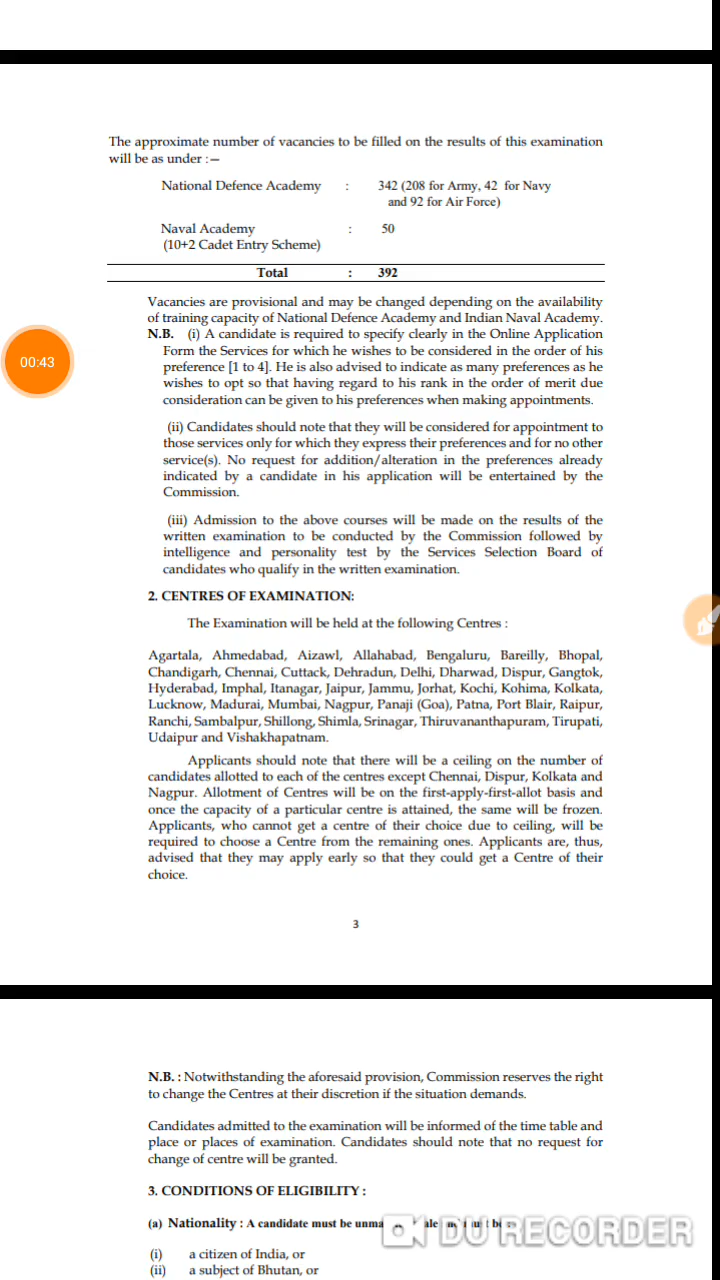 The approximate number of vacancies to be filled on the results of this examination
will be as under :—
National Defence Academy : 342 (208 for Army, 42 for Navy
and 92 for Air Force)
Naval Academy : 50
(10+2 Cadet Entry Scheme)
Total : 392
Vacancies are provisional and may be changed depending on the availability
of training capacity of National Defence Academy and Indian Naval Academy.
N.B. (i) A candidate is required to specify clearly in the Online Application
00:43
Form the Services for which he wishes to be considered in the order of his
preference [1 to 4]. He is also advised to indicate as many preferences as he
wishes to opt so that having regard to his rank in the order of merit due
consideration can be given to his preferences when making appointments.
(ii) Candidates should note that they will be considered for appointment to
those services only for which they express their preferences and for no other
service(s). No request for addition/alteration in the preferences already
indicated by a candidate in his application will be entertained by the
Commission.
(iii) Admission to the above courses will be made on the results of the
written examination to be conducted by the Commission followed by
intelligence and personality test by the Services Selection Board of
candidates who qualify in the written examination.
2. CENTRES OF EXAMINATION:
The Examination will be held at the following Centres :
Agartala, Ahmedabad, Aizawl, Allahabad, Bengaluru, Bareilly, Bhopal,
Chandigarh, Chennai, Cuttack, Dehradun, Delhi, Dharwad, Dispur, Gangtok,
Hyderabad, Imphal, Itanagar, Jaipur, Jammu, Jorhat, Kochi, Kohima, Kolkata,
Lucknow, Madurai, Mumbai, Nagpur, Panaji (Goa), Patna, Port Blair, Raipur,
Ranchi, Sambalpur, Shillong, Shimla, Srinagar, Thiruvananthapuram, Tirupati,
Udaipur and Vishakhapatnam.
Applicants should note that there will be a ceiling on the number of
candidates allotted to each of the centres except Chennai, Dispur, Kolkata and
Nagpur. Allotment of Centres will be on the first-apply-first-allot basis and
once the capacity of a particular centre is attained, the same will be frozen.
Applicants, who cannot get a centre of their choice due to ceiling, will be
required to choose a Centre from the remaining ones. Applicants are, thus,
advised that they may apply early so that they could get a Centre of their
choice.
3
N.B. : Notwithstanding the aforesaid provision, Commission reserves the right
to change the Centres at their discretion if the situation demands.
Candidates admitted to the examination will be informed of the time table and
place or places of examination. Candidates should note that no request for
change of centre will be granted.
3. CONDITIONS OF ELIGIBILITY :
(a) Nationality : A candidate must be
DU RECORDER
(i) a citizen of India, or
(ii) a subject of Bhutan, or